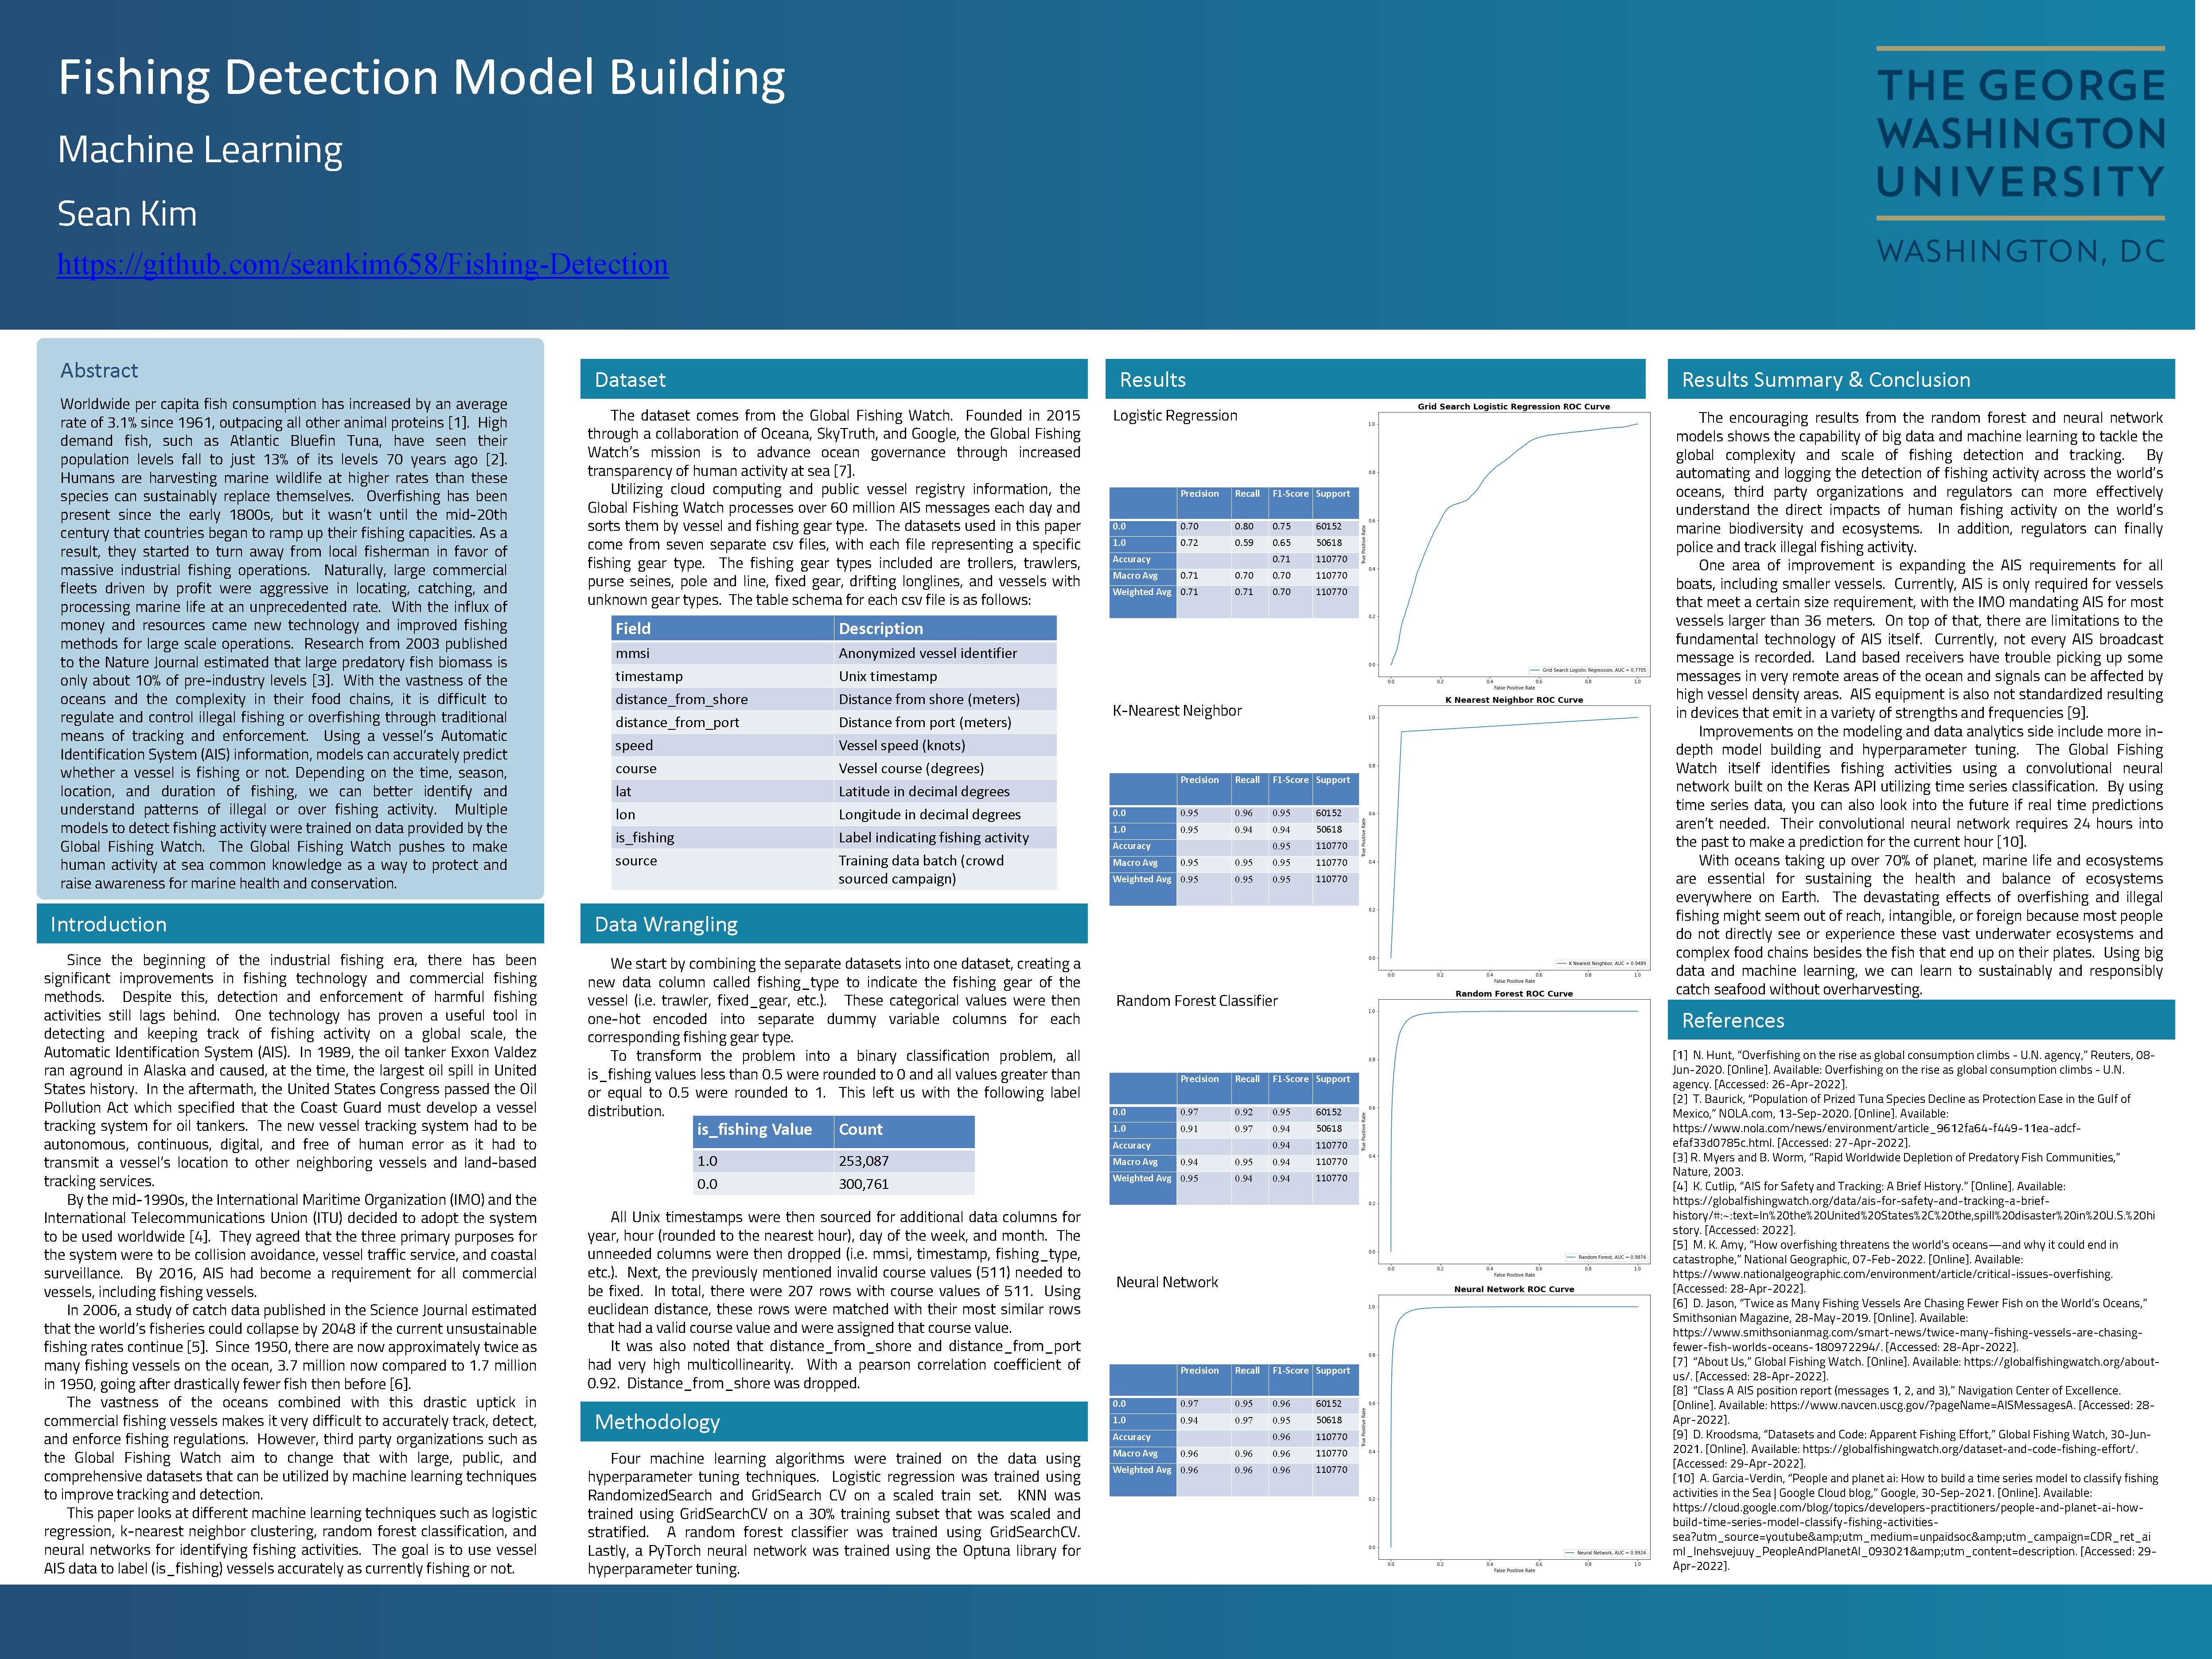 Fishing Detection Model Building
Machine Learning
Sean Kim
https://github.com/seankim658/Fishing-Detection
THE GEORGE
WASHINGTON
UNIVERSITY
WASHINGTON, DC
Abstract
Worldwide per capita fish consumption has increased by an average
rate of 3.1% since 1961, outpacing all other animal proteins [1]. High
demand fish, such as Atlantic Bluefin Tuna, have seen their
population levels fall to just 13% of its levels 70 years ago [2].
Humans are harvesting marine wildlife at higher rates than these
species can sustainably replace themselves. Overfishing has been
present since the early 1800s, but it wasn't until the mid-20th
century that countries began to ramp up their fishing capacities. As a
result, they started to turn away from local fisherman in favor of
massive industrial fishing operations. Naturally, large commercial
fleets driven by profit were aggressive in locating, catching, and
processing marine life at an unprecedented rate. With the influx of
money and resources came new technology and improved fishing
methods for large scale operations. Research from 2003 published
to the Nature Journal estimated that large predatory fish biomass is
only about 10% of pre-industry levels [3]. With the vastness of the
oceans and the complexity in their food chains, it is difficult to
regulate and control illegal fishing or overfishing through traditional
means of tracking and enforcement. Using a vessel's Automatic
Identification System (AIS) information, models can accurately predict
whether a vessel is fishing or not. Depending on the time, season,
location, and duration of fishing, we can better identify and
understand patterns of illegal or over fishing activity. Multiple
models to detect fishing activity were trained on data provided by the
Global Fishing Watch. The Global Fishing Watch pushes to make
human activity at sea common knowledge as a way to protect and
raise awareness for marine health and conservation.
Introduction
Since the beginning of the industrial fishing era, there has been
significant improvements in fishing technology and commercial fishing
methods. Despite this, detection and enforcement of harmful fishing
activities still lags behind. One technology has proven a useful tool in
detecting and keeping track of fishing activity on a global scale, the
Automatic Identification System (AIS). In 1989, the oil tanker Exxon Valdez
ran aground in Alaska and caused, at the time, the largest oil spill in United
States history. In the aftermath, the United States Congress passed the Oil
Pollution Act which specified that the Coast Guard must develop a vessel
tracking system for oil tankers. The new vessel tracking system had to be
autonomous, continuous, digital, and free of human error as it had to
transmit a vessel's location to other neighboring vessels and land-based
tracking services.
By the mid-1990s, the International Maritime Organization (IMO) and the
International Telecommunications Union (ITU) decided to adopt the system
to be used worldwide [4]. They agreed that the three primary purposes for
the system were to be collision avoidance, vessel traffic service, and coastal
surveillance. By 2016, AIS had become a requirement for all commercial
vessels, including fishing vessels.
In 2006, a study of catch data published in the Science Journal estimated
that the world's fisheries could collapse by 2048 if the current unsustainable
fishing rates continue [5]. Since 1950, there are now approximately twice as
many fishing vessels on the ocean, 3.7 million now compared to 1.7 million
in 1950, going after drastically fewer fish then before [6].
The vastness of the oceans combined with this drastic uptick in
commercial fishing vessels makes it very difficult to accurately track, detect,
and enforce fishing regulations. However, third party organizations such as
the Global Fishing Watch aim to change that with large, public, and
comprehensive datasets that can be utilized by machine learning techniques
to improve tracking and detection.
This paper looks at different machine learning techniques such as logistic
regression, k-nearest neighbor clustering, random forest classification, and
neural networks for identifying fishing activities. The goal is to use vessel
AIS data to label (is_fishing) vessels accurately as currently fishing or not.
Dataset
The dataset comes from the Global Fishing Watch. Founded in 2015
through a collaboration of Oceana, SkyTruth, and Google, the Global Fishing
Watch's mission is to advance ocean governance through increased
transparency of human activity at sea [7].
Utilizing cloud computing and public vessel registry information, the
Global Fishing Watch processes over 60 million AIS messages each day and
sorts them by vessel and fishing gear type. The datasets used in this paper
come from seven separate csv files, with each file representing a specific
fishing gear type. The fishing gear types included are trollers, trawlers,
purse seines, pole and line, fixed gear, drifting longlines, and vessels with
unknown gear types. The table schema for each csv file is as follows:
Field Description
mmsi Anonymized vessel identifier
timestamp Unix timestamp
distance_from_shore Distance from shore (meters)
distance_from_port Distance from port (meters)
speed Vessel speed (knots)
course Vessel course (degrees)
lat Latitude in decimal degrees
lon Longitude in decimal degrees
is_fishing Label indicating fishing activity
source Training data batch (crowd
sourced campaign)
Data Wrangling
We start by combining the separate datasets into one dataset, creating a
new data column called fishing_type to indicate the fishing gear of the
vessel (i.e. trawler, fixed_gear, etc.). These categorical values were then
one-hot encoded into separate dummy variable columns for each
corresponding fishing gear type.
To transform the problem into a binary classification problem, all
is_fishing values less than 0.5 were rounded to 0 and all values greater than
or equal to 0.5 were rounded to 1. This left us with the following label
distribution.
is_fishing Value Count
1.0 253,087
0.0 300,761
All Unix timestamps were then sourced for additional data columns for
year, hour (rounded to the nearest hour), day of the week, and month. The
unneeded columns were then dropped (i.e. mmsi, timestamp, fishing_type,
etc.). Next, the previously mentioned invalid course values (511) needed to
be fixed. In total, there were 207 rows with course values of 511. Using
euclidean distance, these rows were matched with their most similar rows
that had a valid course value and were assigned that course value.
It was also noted that distance_from_shore and distance_from_port
had very high multicollinearity. With a pearson correlation coefficient of
0.92. Distance_from_shore was dropped.
Methodology
Four machine learning algorithms were trained on the data using
hyperparameter tuning techniques. Logistic regression was trained using
RandomizedSearch and GridSearch CV on a scaled train set. KNN was
trained using GridSearchCV on a 30% training subset that was scaled and
stratified. A random forest classifier was trained using GridSearchCV.
Lastly, a PyTorch neural network was trained using the Optuna library for
hyperparameter tuning.
Results
Logistic Regression
Precision Recall F1-Score Support
0.0 0.70 0.80 0.75 60152
1.0 0.72 0.59 0.65 50618
Accuracy 0.71 110770
Macro Avg 0.71 0.70 0.70 110770
Weighted Avg 0.71 0.71 0.70 110770
Grid Search Logistic Regression ROC Curve
1.0
0.8
0.6
0.4
0.2
0.0
True Positive Rate
Grid Search Logistic Regression, AUC = 0.7705
0.0 0.2 0.4 0.6 0.8 1.0
False Positive Rate
K-Nearest Neighbor
Precision Recall F1-Score Support
0.0 0.95 0.96 0.95 60152
1.0 0.95 0.94 0.94 50618
Accuracy 0.95 110770
Macro Avg 0.95 0.95 0.95 110770
Weighted Avg 0.95 0.95 0.95 110770
K Nearest Neighbor ROC Curve
1.0
0.8
0.6
0.4
0.2
0.0
True Positive Rate
K Nearest Neighbor, AUC = 0.9489
0.0 0.2 0.4 0.6 0.8 1.0
False Positive Rate
Random Forest Classifier
Precision Recall F1-Score Support
0.0 0.97 0.92 0.95 60152
1.0 0.91 0.97 0.94 50618
Accuracy 0.94 110770
Macro Avg 0.94 0.95 0.94 110770
Weighted Avg 0.95 0.94 0.94 110770
Random Forest ROC Curve
1.0
0.8
0.6
0.4
0.2
0.0
True Positive Rate
Random Forest, AUC = 0.9874
0.0 0.2 0.4 0.6 0.8 1.0
False Positive Rate
Neural Network
Precision Recall F1-Score Support
0.0 0.97 0.95 0.96 60152
1.0 0.94 0.97 0.95 50618
Accuracy 0.96 110770
Macro Avg 0.96 0.96 0.96 110770
Weighted Avg 0.96 0.96 0.96 110770
Neural Network ROC Curve
1.0
0.8
0.6
0.4
0.2
0.0
True Positive Rate
Neural Network, AUC = 0.9924
0.0 0.2 0.4 0.6 0.8 1.0
False Positive Rate
Results Summary & Conclusion
The encouraging results from the random forest and neural network
models shows the capability of big data and machine learning to tackle the
global complexity and scale of fishing detection and tracking. By
automating and logging the detection of fishing activity across the world's
oceans, third party organizations and regulators can more effectively
understand the direct impacts of human fishing activity on the world's
marine biodiversity and ecosystems. In addition, regulators can finally
police and track illegal fishing activity.
One area of improvement is expanding the AIS requirements for all
boats, including smaller vessels. Currently, AIS is only required for vessels
that meet a certain size requirement, with the IMO mandating AIS for most
vessels larger than 36 meters. On top of that, there are limitations to the
fundamental technology of AIS itself. Currently, not every AIS broadcast
message is recorded. Land based receivers have trouble picking up some
messages in very remote areas of the ocean and signals can be affected by
high vessel density areas. AIS equipment is also not standardized resulting
in devices that emit in a variety of strengths and frequencies [9].
Improvements on the modeling and data analytics side include more in-
depth model building and hyperparameter tuning. The Global Fishing
Watch itself identifies fishing activities using a convolutional neural
network built on the Keras API utilizing time series classification. By using
time series data, you can also look into the future if real time predictions
aren't needed. Their convolutional neural network requires 24 hours into
the past to make a prediction for the current hour [10].
With oceans taking up over 70% of planet, marine life and ecosystems
are essential for sustaining the health and balance of ecosystems
everywhere on Earth. The devastating effects of overfishing and illegal
fishing might seem out of reach, intangible, or foreign because most people
do not directly see or experience these vast underwater ecosystems and
complex food chains besides the fish that end up on their plates. Using big
data and machine learning, we can learn to sustainably and responsibly
catch seafood without overharvesting.
References
[1] N. Hunt, "Overfishing on the rise as global consumption climbs - U.N. agency," Reuters, 08-
Jun-2020. [Online]. Available: Overfishing on the rise as global consumption climbs - U.N.
agency. [Accessed: 26-Apr-2022].
[2] T. Baurick, "Population of Prized Tuna Species Decline as Protection Ease in the Gulf of
Mexico," NOLA.com, 13-Sep-2020. [Online]. Available:
https://www.nola.com/news/environment/article_9612fa64-f449-11ea-adcf-
efaf33d0785c.html. [Accessed: 27-Apr-2022].
[3] R. Myers and B. Worm, "Rapid Worldwide Depletion of Predatory Fish Communities,"
Nature, 2003.
[4] K. Cutlip, "AIS for Safety and Tracking: A Brief History." [Online]. Available:
https://globalfishingwatch.org/data/ais-for-safety-and-tracking-a-brief-
history/#:~:text=In%20the%20United%20States%2C%20the,spill%20disaster%20in%20U.S.%20hi
story. [Accessed: 2022].
[5] M. K. Amy, "How overfishing threatens the world's oceans—and why it could end in
catastrophe," National Geographic, 07-Feb-2022. [Online]. Available:
https://www.nationalgeographic.com/environment/article/critical-issues-overfishing.
[Accessed: 28-Apr-2022].
[6] D. Jason, "Twice as Many Fishing Vessels Are Chasing Fewer Fish on the World's Oceans,"
Smithsonian Magazine, 28-May-2019. [Online]. Available:
https://www.smithsonianmag.com/smart-news/twice-many-fishing-vessels-are-chasing-
fewer-fish-worlds-oceans-180972294/. [Accessed: 28-Apr-2022].
[7] "About Us," Global Fishing Watch. [Online]. Available: https://globalfishingwatch.org/about-
us/. [Accessed: 28-Apr-2022].
[8] "Class A AIS position report (messages 1, 2, and 3)," Navigation Center of Excellence.
[Online]. Available: https://www.navcen.uscg.gov/?pageName=AISMessagesA. [Accessed: 28-
Apr-2022].
[9] D. Kroodsma, "Datasets and Code: Apparent Fishing Effort," Global Fishing Watch, 30-Jun-
2021. [Online]. Available: https://globalfishingwatch.org/dataset-and-code-fishing-effort/.
[Accessed: 29-Apr-2022].
[10] A. Garcia-Verdin, "People and planet ai: How to build a time series model to classify fishing
activities in the Sea | Google Cloud blog," Google, 30-Sep-2021. [Online]. Available:
https://cloud.google.com/blog/topics/developers-practitioners/people-and-planet-ai-how-
build-time-series-model-classify-fishing-activities-
sea?utm_source=youtube&amp;utm_medium=unpaidsoc&amp;utm_campaign=CDR_ret_ai
ml_lnehsvejuuy_PeopleAndPlanetAI_093021&amp;utm_content=description. [Accessed: 29-
Apr-2022].